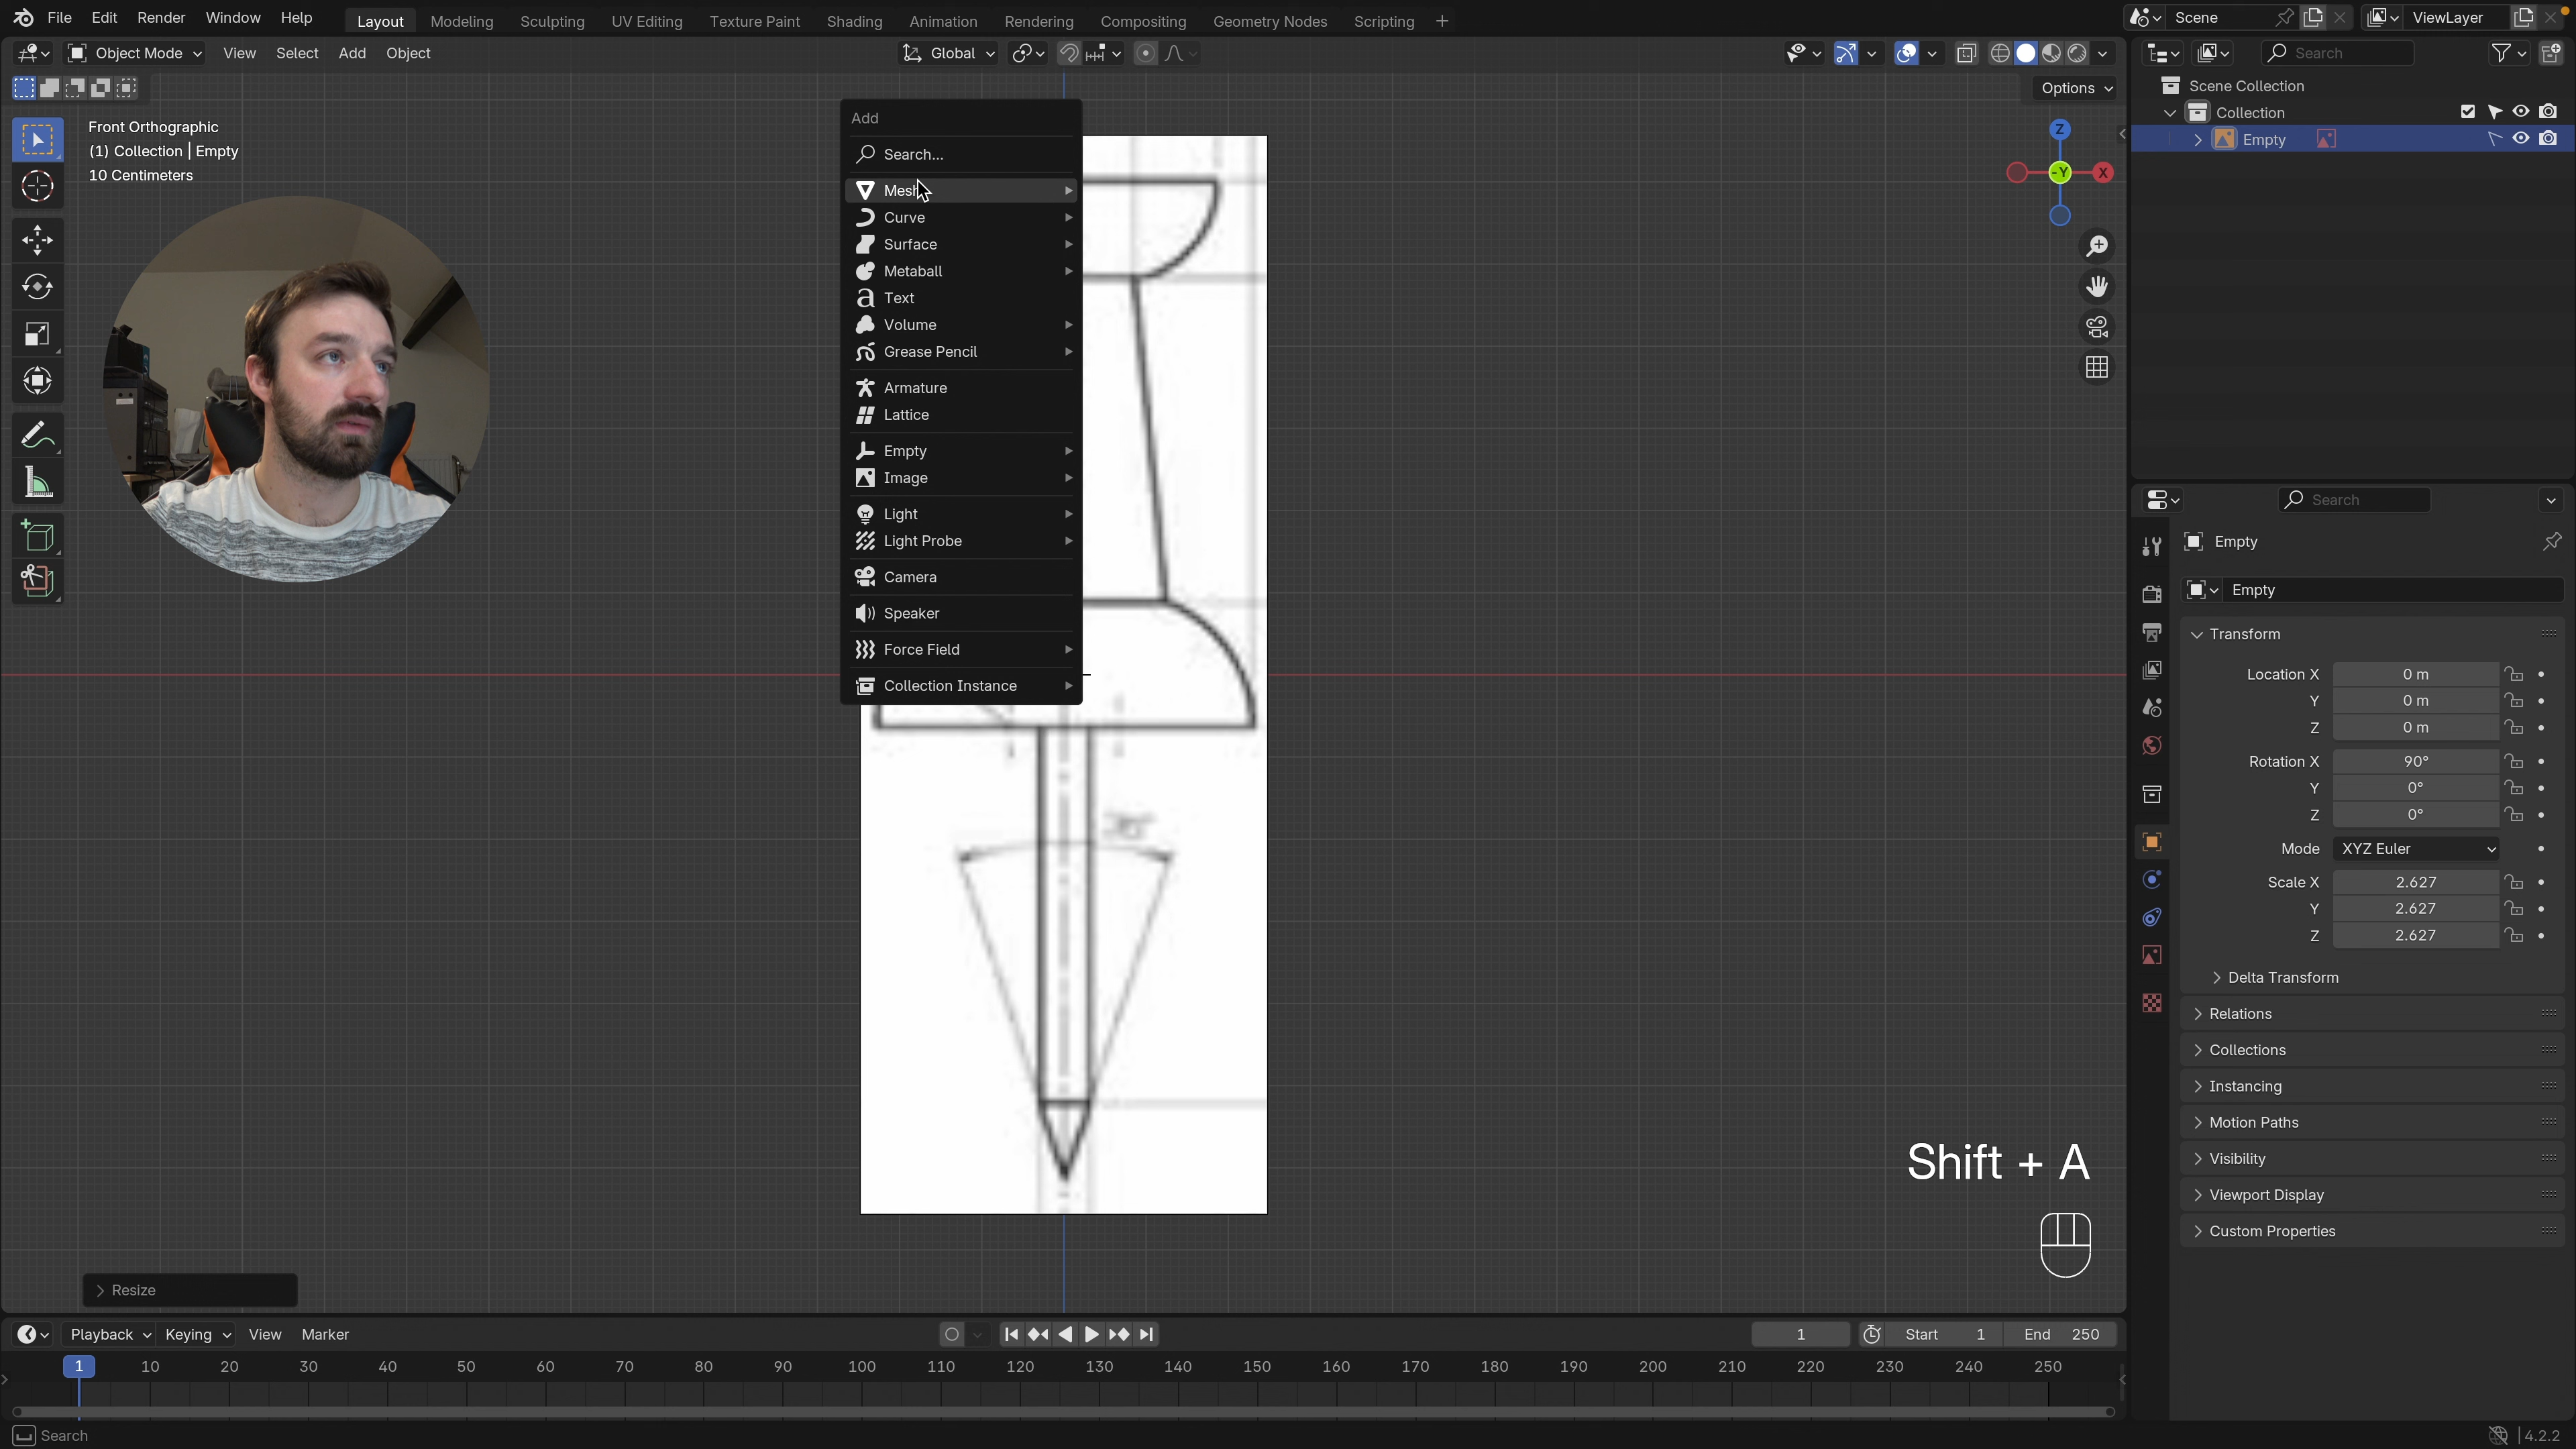 File Edit Render Window Help Layout Modeling Sculpting UV Editing Texture Paint Shading Animation Rendering Compositing Geometry Nodes Scripting Scene ViewLayer
Object Mode View Select Add Object Global Search
Options
Scene Collection
Collection
Empty
Front Orthographic
(1) Collection | Empty
10 Centimeters
Z
-Y
X
Add
Search...
Mesh
Curve
Surface
Metaball
Text
Volume
Grease Pencil
Armature
Lattice
Empty
Image
Light
Light Probe
Camera
Speaker
Force Field
Collection Instance
Search
Empty
Empty
Transform
Location X 0 m
Y 0 m
Z 0 m
Rotation X 90°
Y 0°
Z 0°
Mode XYZ Euler
Scale X 2.627
Y 2.627
Z 2.627
Delta Transform
Relations
Collections
Instancing
Motion Paths
Visibility
Viewport Display
Custom Properties
Shift + A
Resize
Playback Keying View Marker 1 Start 1 End 250
1 10 20 30 40 50 60 70 80 90 100 110 120 130 140 150 160 170 180 190 200 210 220 230 240 250
Search 4.2.2